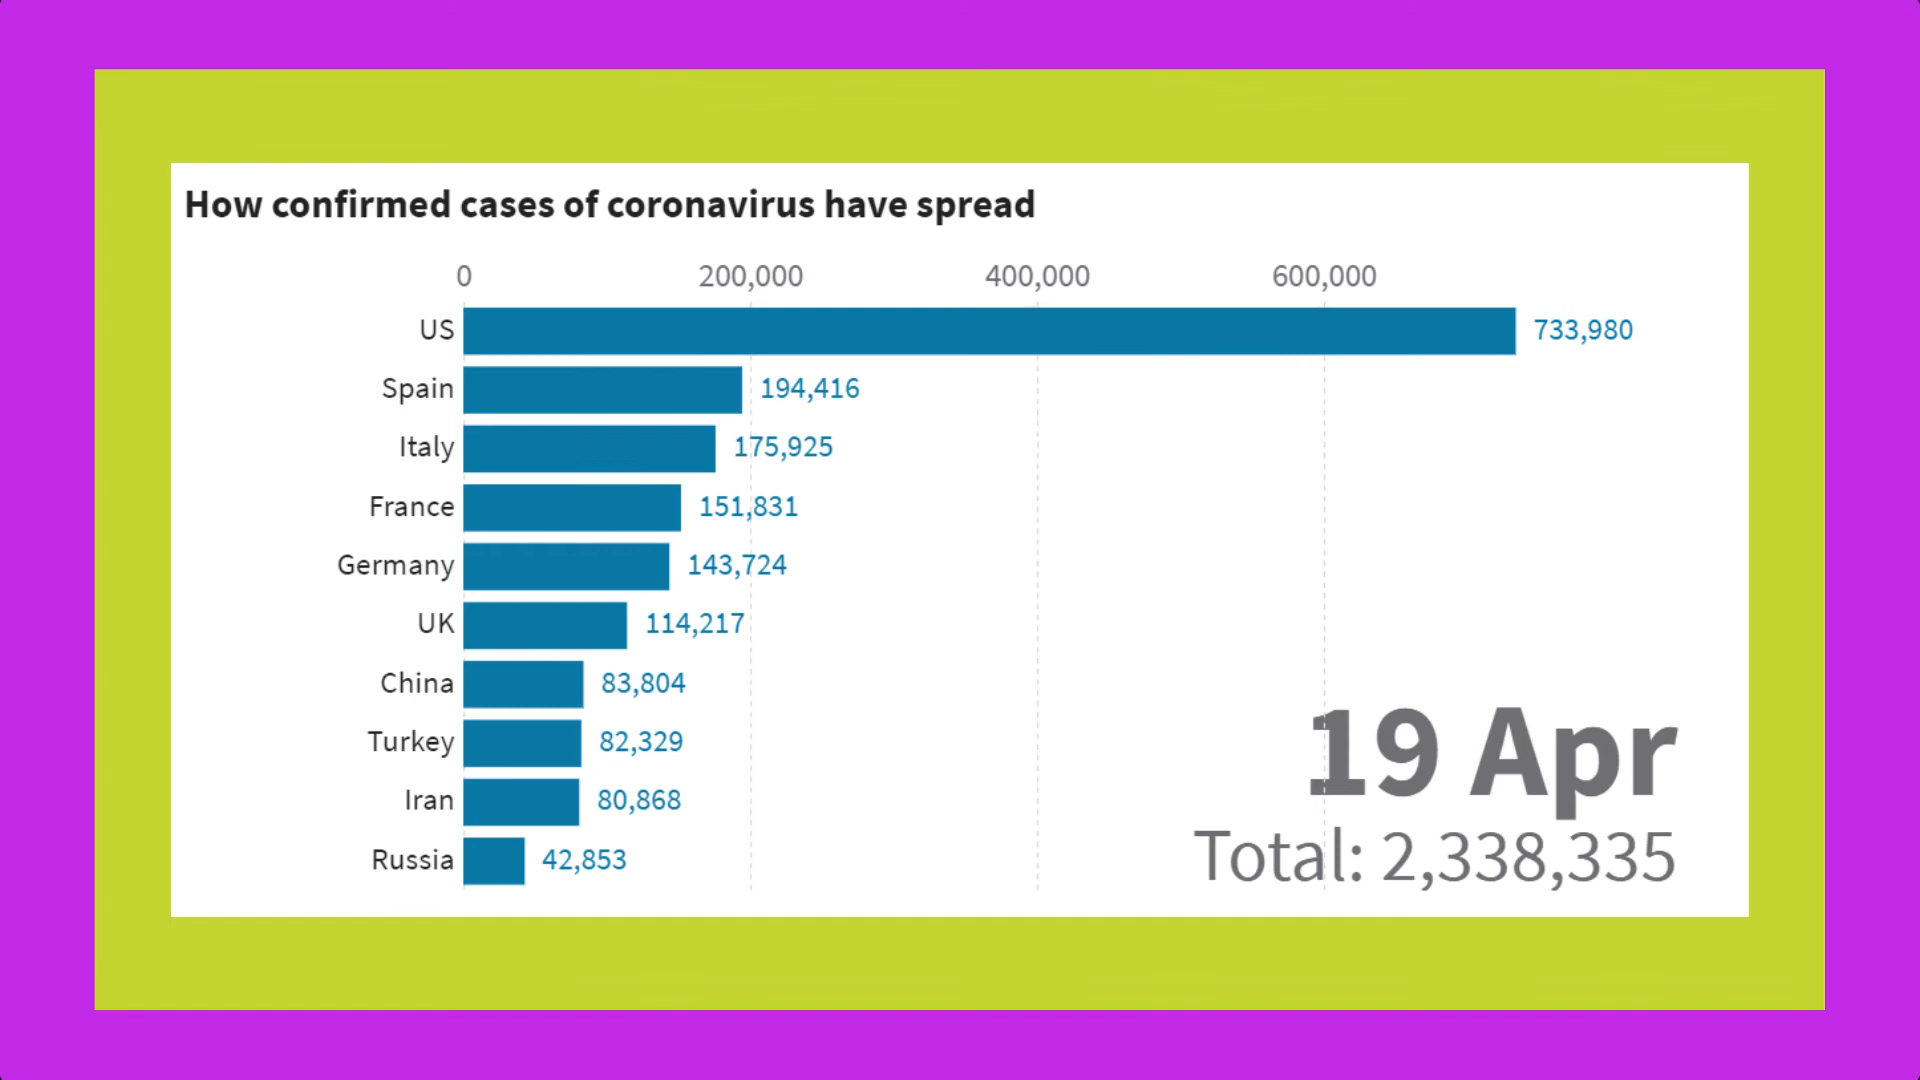 How confirmed cases of coronavirus have spread
0 200,000 400,000 600,000
US 733,980
Spain 194,416
Italy 175,925
France 151,831
Germany 143,724
UK 114,217
China 83,804
Turkey 82,329
Iran 80,868
Russia 42,853
19 Apr
Total: 2,338,335